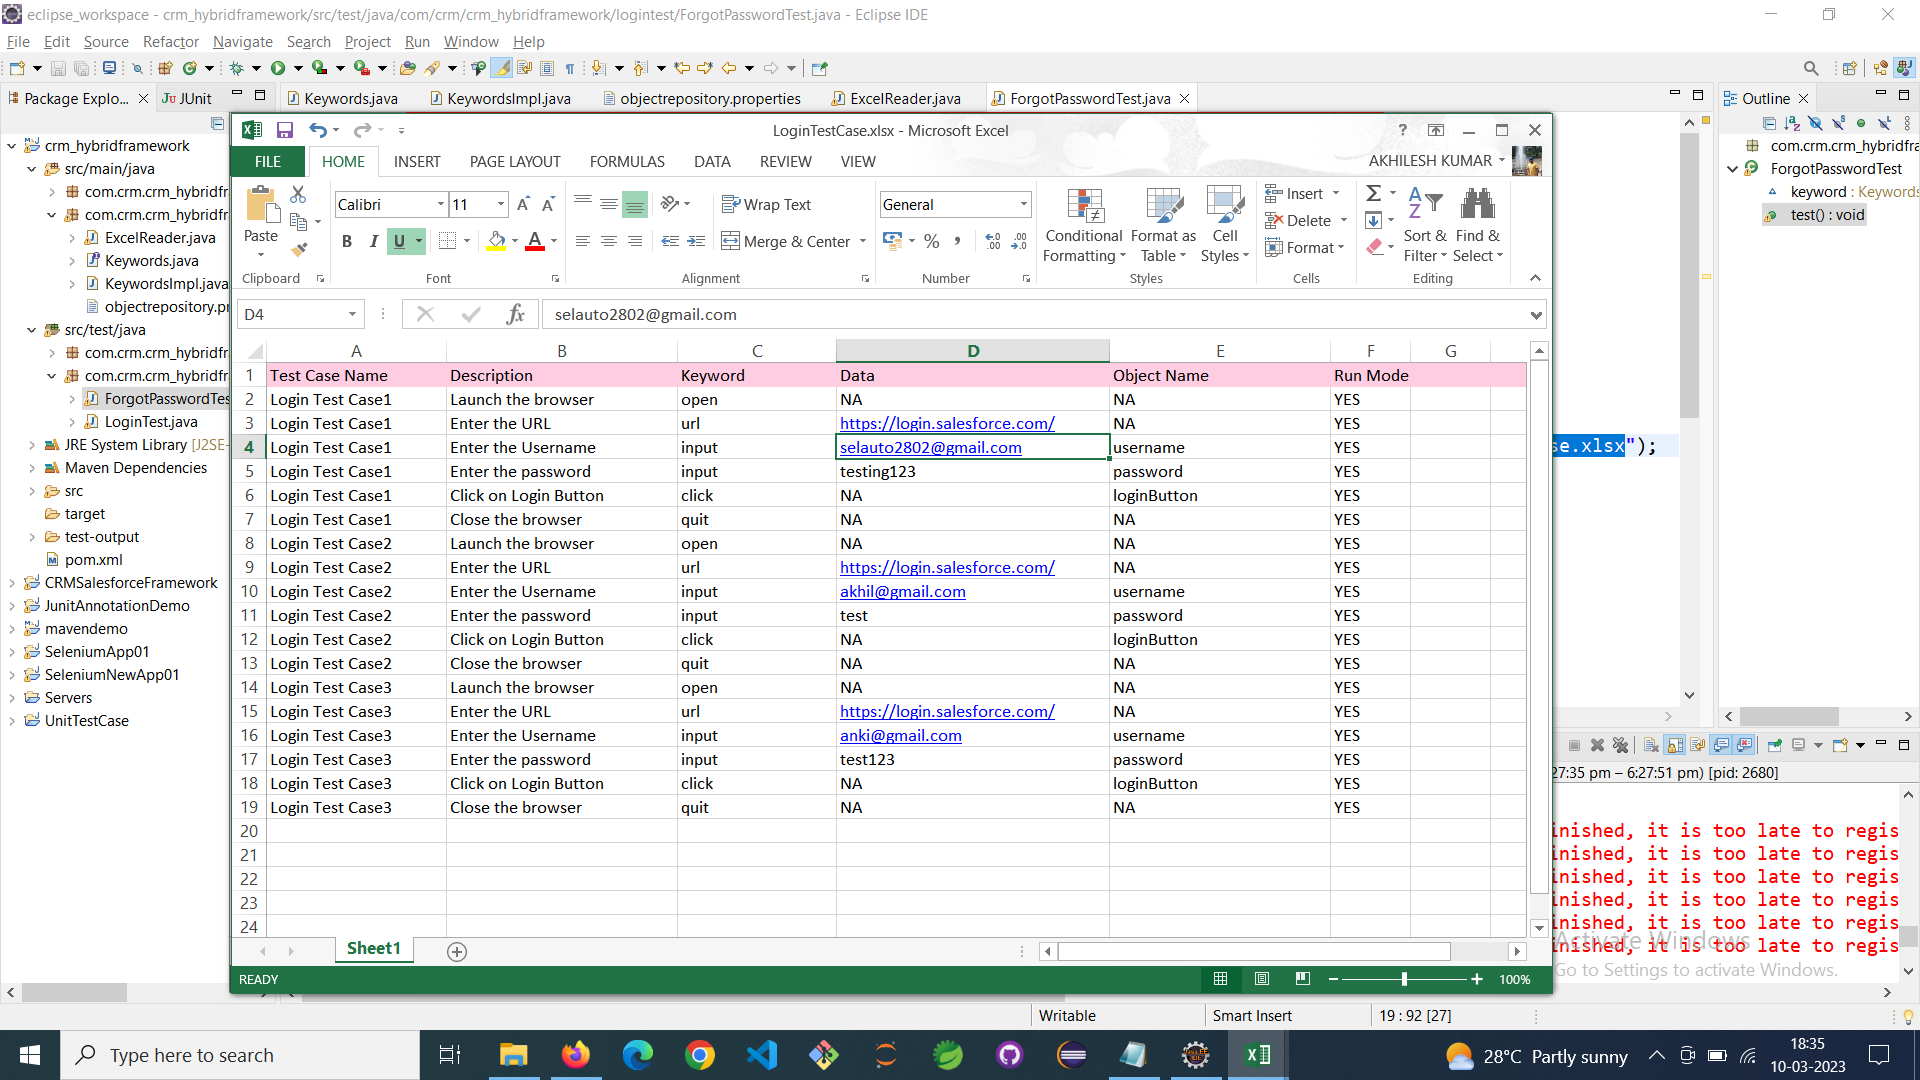 eclipse_workspace - crm_hybridframework/src/test/java/com/crm/crm_hybridframework/logintest/ForgotPasswordTest.java - Eclipse IDE
File Edit Source Refactor Navigate Search Project Run Window Help
Package Explo... JUnit Keywords.java KeywordsImpl.java objectrepository.properties ExcelReader.java ForgotPasswordTest.java Outline
crm_hybridframework
src/main/java
com.crm.crm_hybridfr
com.crm.crm_hybridfr
ExcelReader.java
Keywords.java
KeywordsImpl.java
objectrepository.pr
src/test/java
com.crm.crm_hybridfr
com.crm.crm_hybridfr
ForgotPasswordTes
LoginTest.java
JRE System Library [J2SE-
Maven Dependencies
src
target
test-output
pom.xml
CRMSalesforceFramework
JunitAnnotationDemo
mavendemo
SeleniumApp01
SeleniumNewApp01
Servers
UnitTestCase
LoginTestCase.xlsx - Microsoft Excel
FILE HOME INSERT PAGE LAYOUT FORMULAS DATA REVIEW VIEW AKHILESH KUMAR
Paste Calibri 11 Wrap Text General Conditional Formatting Format as Table Cell Styles Insert Sort & Filter Find & Select
B I U A Merge & Center % Delete
Format
Clipboard Font Alignment Number Styles Cells Editing
D4 fx selauto2802@gmail.com
A B C D E F G
1 Test Case Name Description Keyword Data Object Name Run Mode
2 Login Test Case1 Launch the browser open NA NA YES
3 Login Test Case1 Enter the URL url https://login.salesforce.com/ NA YES
4 Login Test Case1 Enter the Username input selauto2802@gmail.com username YES
5 Login Test Case1 Enter the password input testing123 password YES
6 Login Test Case1 Click on Login Button click NA loginButton YES
7 Login Test Case1 Close the browser quit NA NA YES
8 Login Test Case2 Launch the browser open NA NA YES
9 Login Test Case2 Enter the URL url https://login.salesforce.com/ NA YES
10 Login Test Case2 Enter the Username input akhil@gmail.com username YES
11 Login Test Case2 Enter the password input test password YES
12 Login Test Case2 Click on Login Button click NA loginButton YES
13 Login Test Case2 Close the browser quit NA NA YES
14 Login Test Case3 Launch the browser open NA NA YES
15 Login Test Case3 Enter the URL url https://login.salesforce.com/ NA YES
16 Login Test Case3 Enter the Username input anki@gmail.com username YES
17 Login Test Case3 Enter the password input test123 password YES
18 Login Test Case3 Click on Login Button click NA loginButton YES
19 Login Test Case3 Close the browser quit NA NA YES
20
21
22
23
24
Sheet1
READY 100%
com.crm.crm_hybridfra
ForgotPasswordTest
keyword : Keywords
test() : void
se.xlsx");
27:35 pm – 6:27:51 pm) [pid: 2680]
inished, it is too late to regis
inished, it is too late to regis
inished, it is too late to regis
inished, it is too late to regis
inished, it is too late to regis
inished, it is too late to regis
Activate Windows
Go to Settings to activate Windows.
Writable Smart Insert 19 : 92 [27]
Type here to search 28°C Partly sunny 18:35
10-03-2023